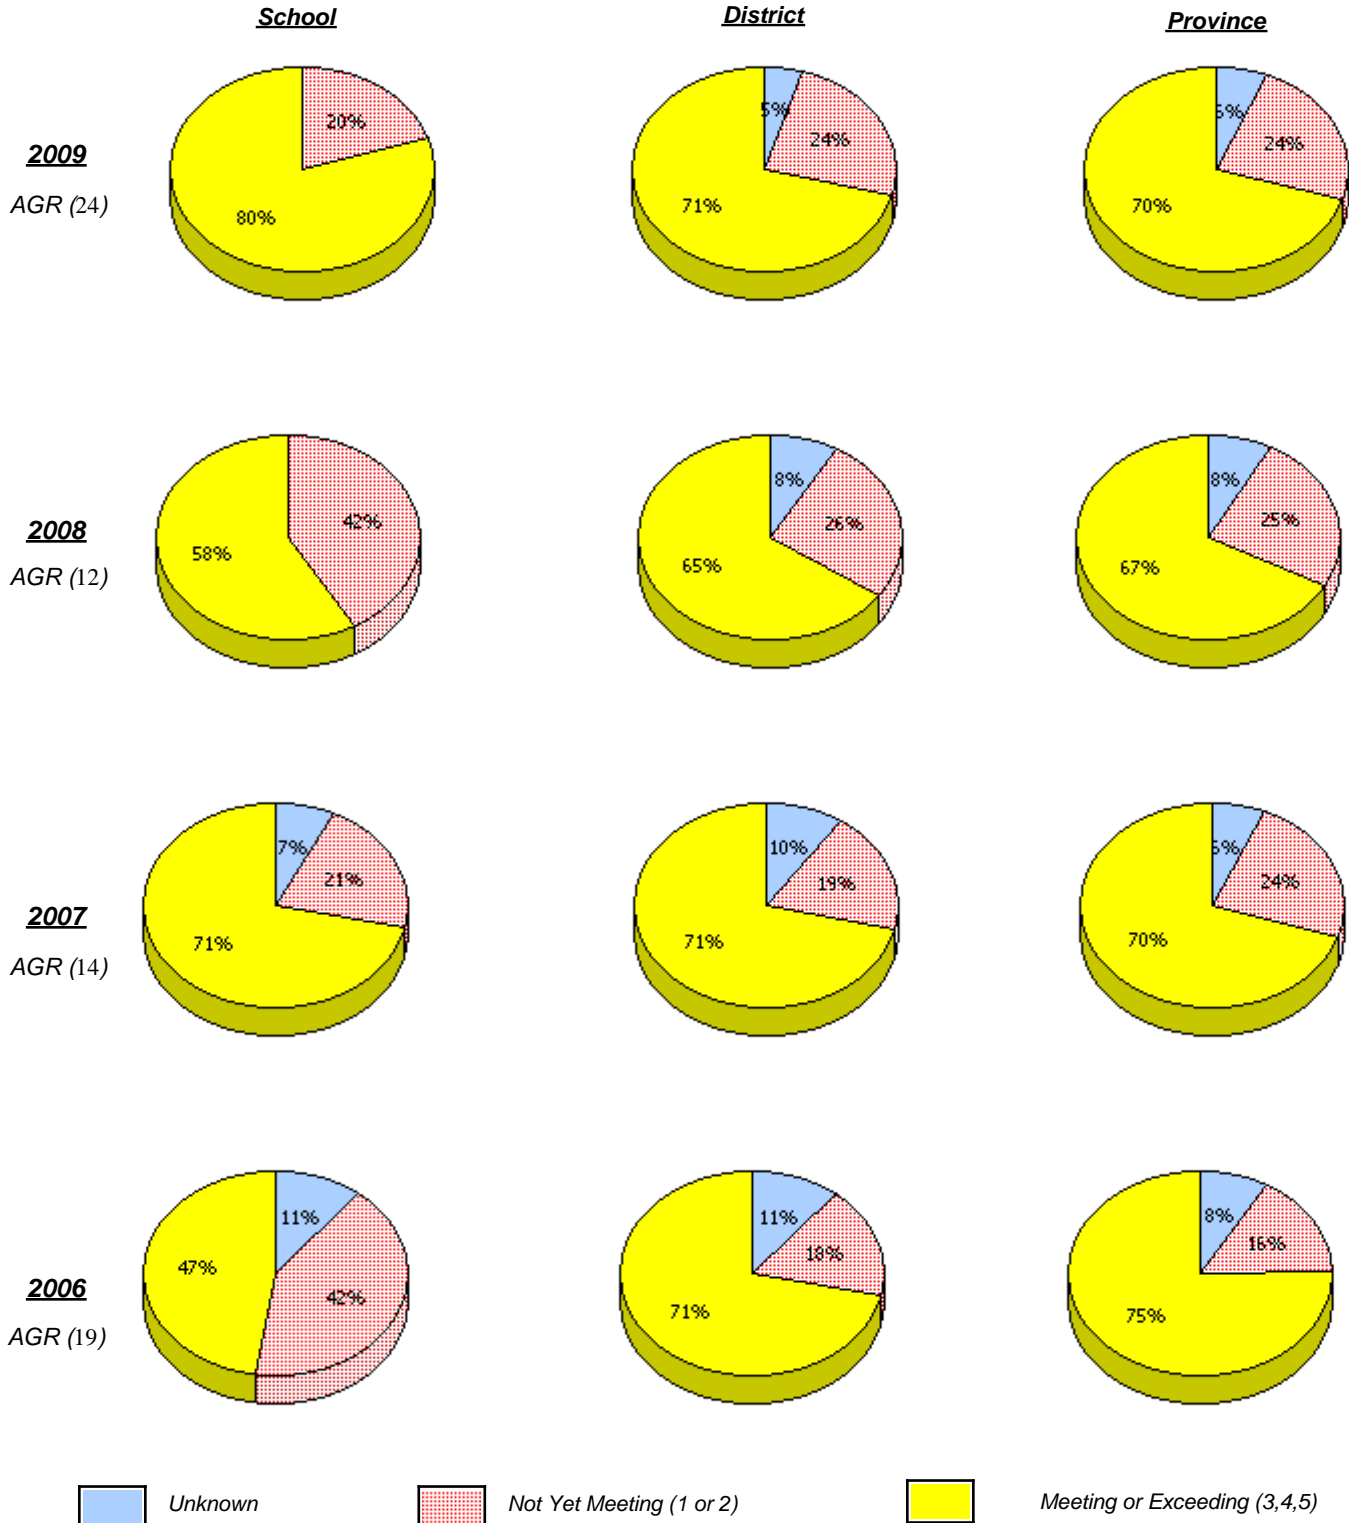 School District Province
20% 5% 24% 24%
2009
AGR (24)
80% 71% 70%
8% 8%
42% 26% 25%
2008
AGR (12)
58% 65% 67%
7% 10%
21% 19% 24%
2007
AGR (14)
71% 71% 70%
11% 11% 8%
18% 16%
47% 42%
2006
AGR (19)
71% 75%
Unknown Not Yet Meeting (1 or 2) Meeting or Exceeding (3,4,5)